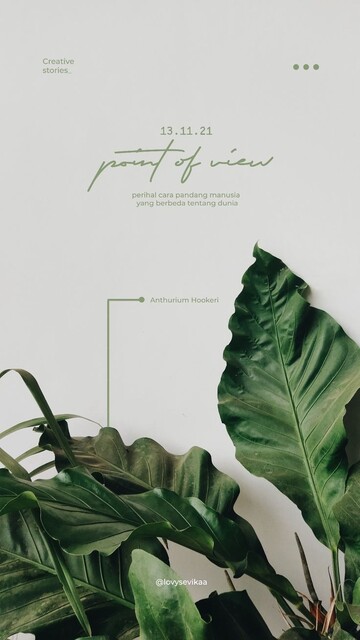 Creative
stories.
13.11.21
point of view
perihal cara pandang manusia
yang berbeda tentang dunia
Anthurium Hookeri
@lovysevikaa